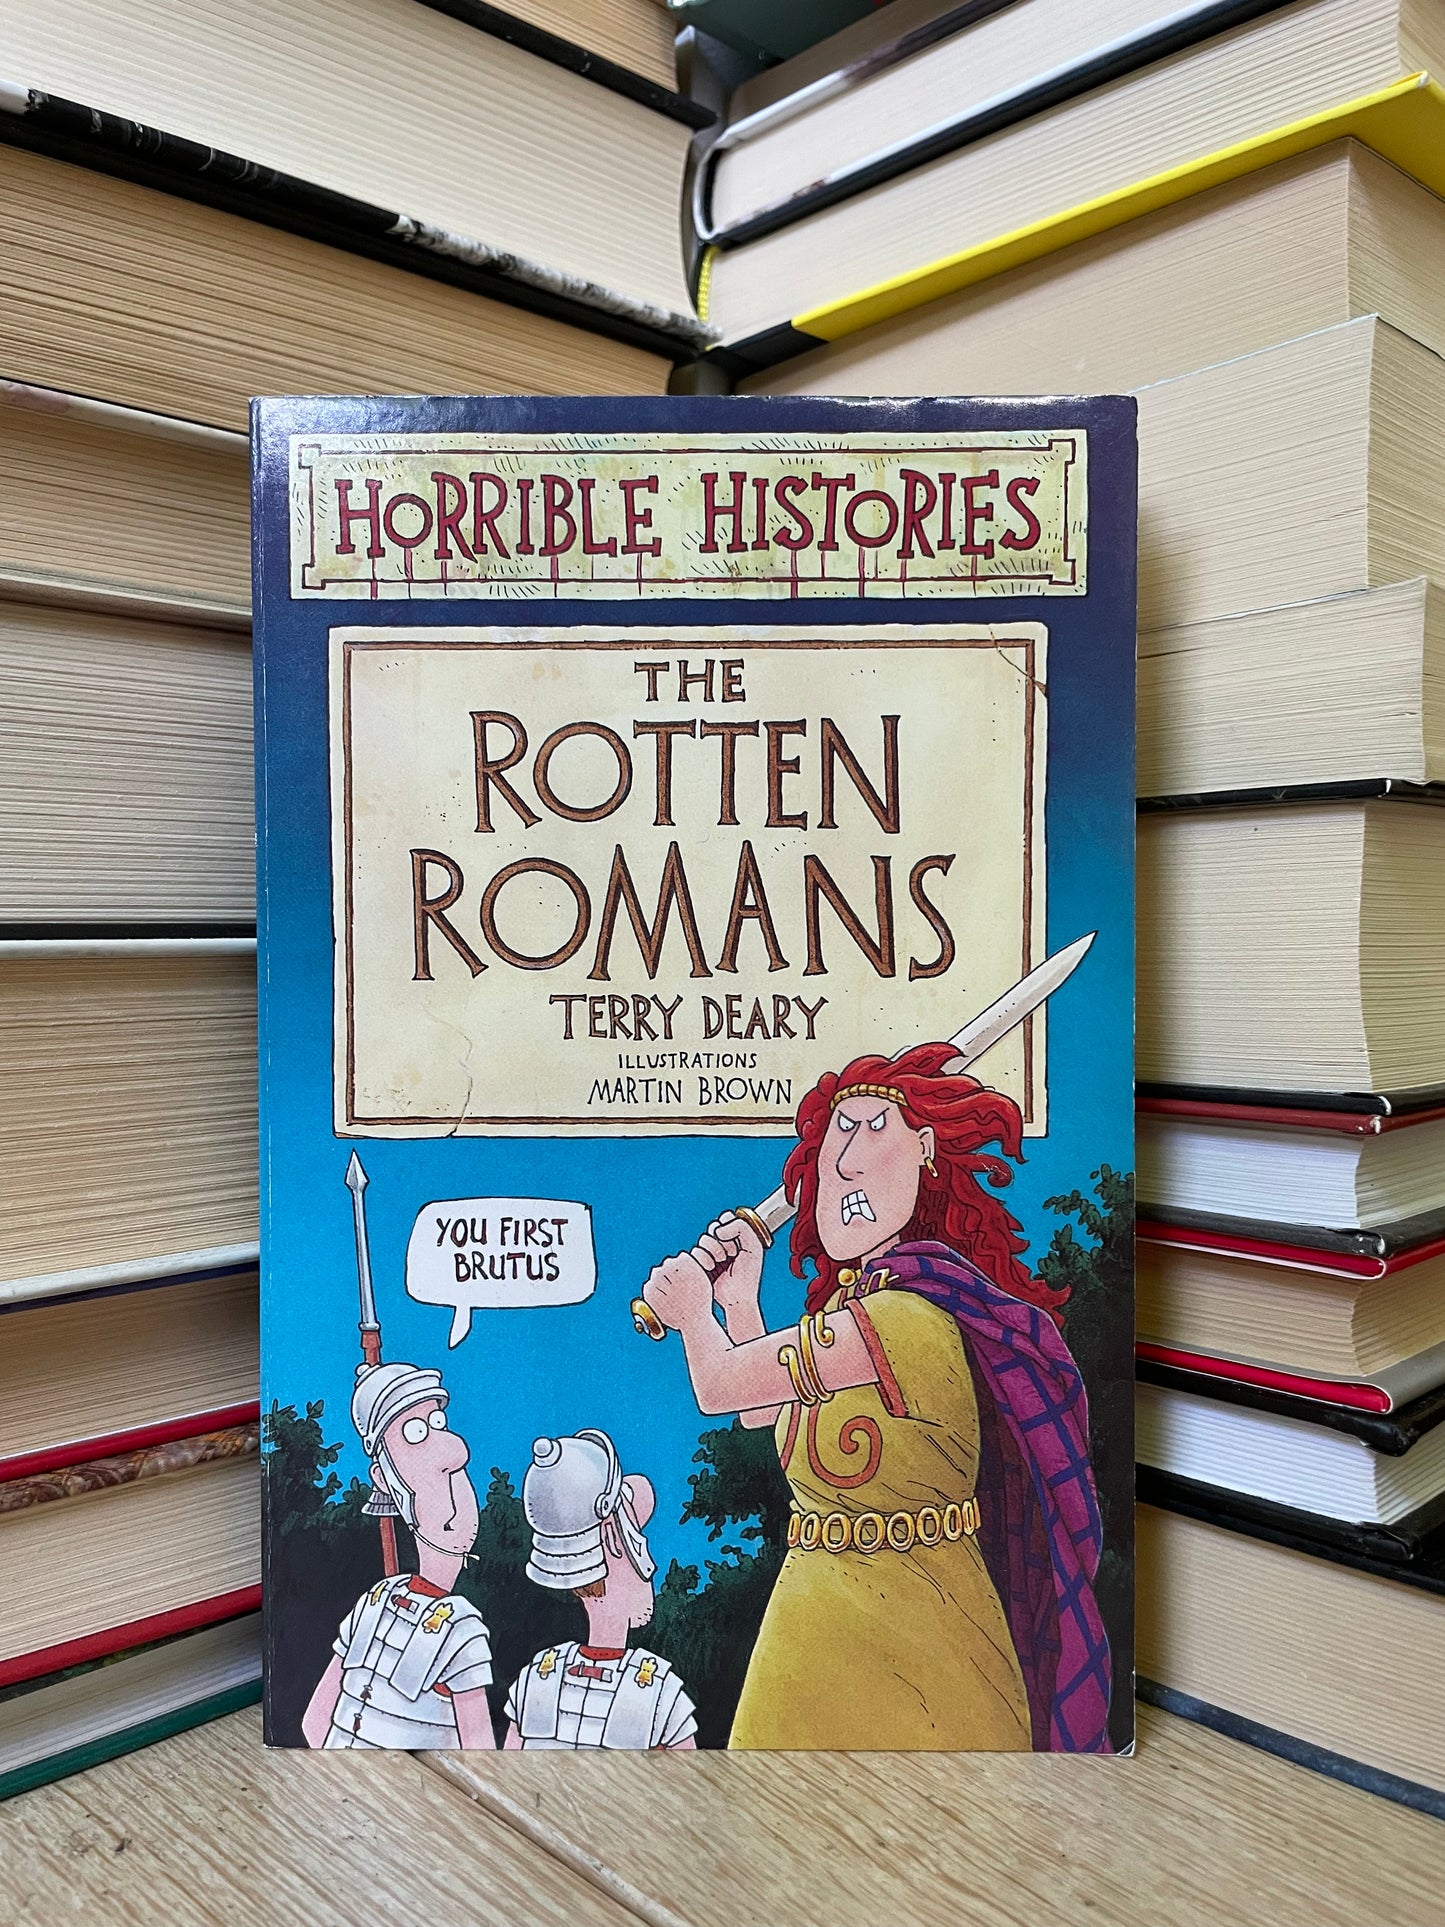 HORRIBLE HISTORIES
THE
ROTTEN
ROMANS
TERRY DEARY
ILLUSTRATIONS
MARTIN BROWN
YOU FIRST
BRUTUS